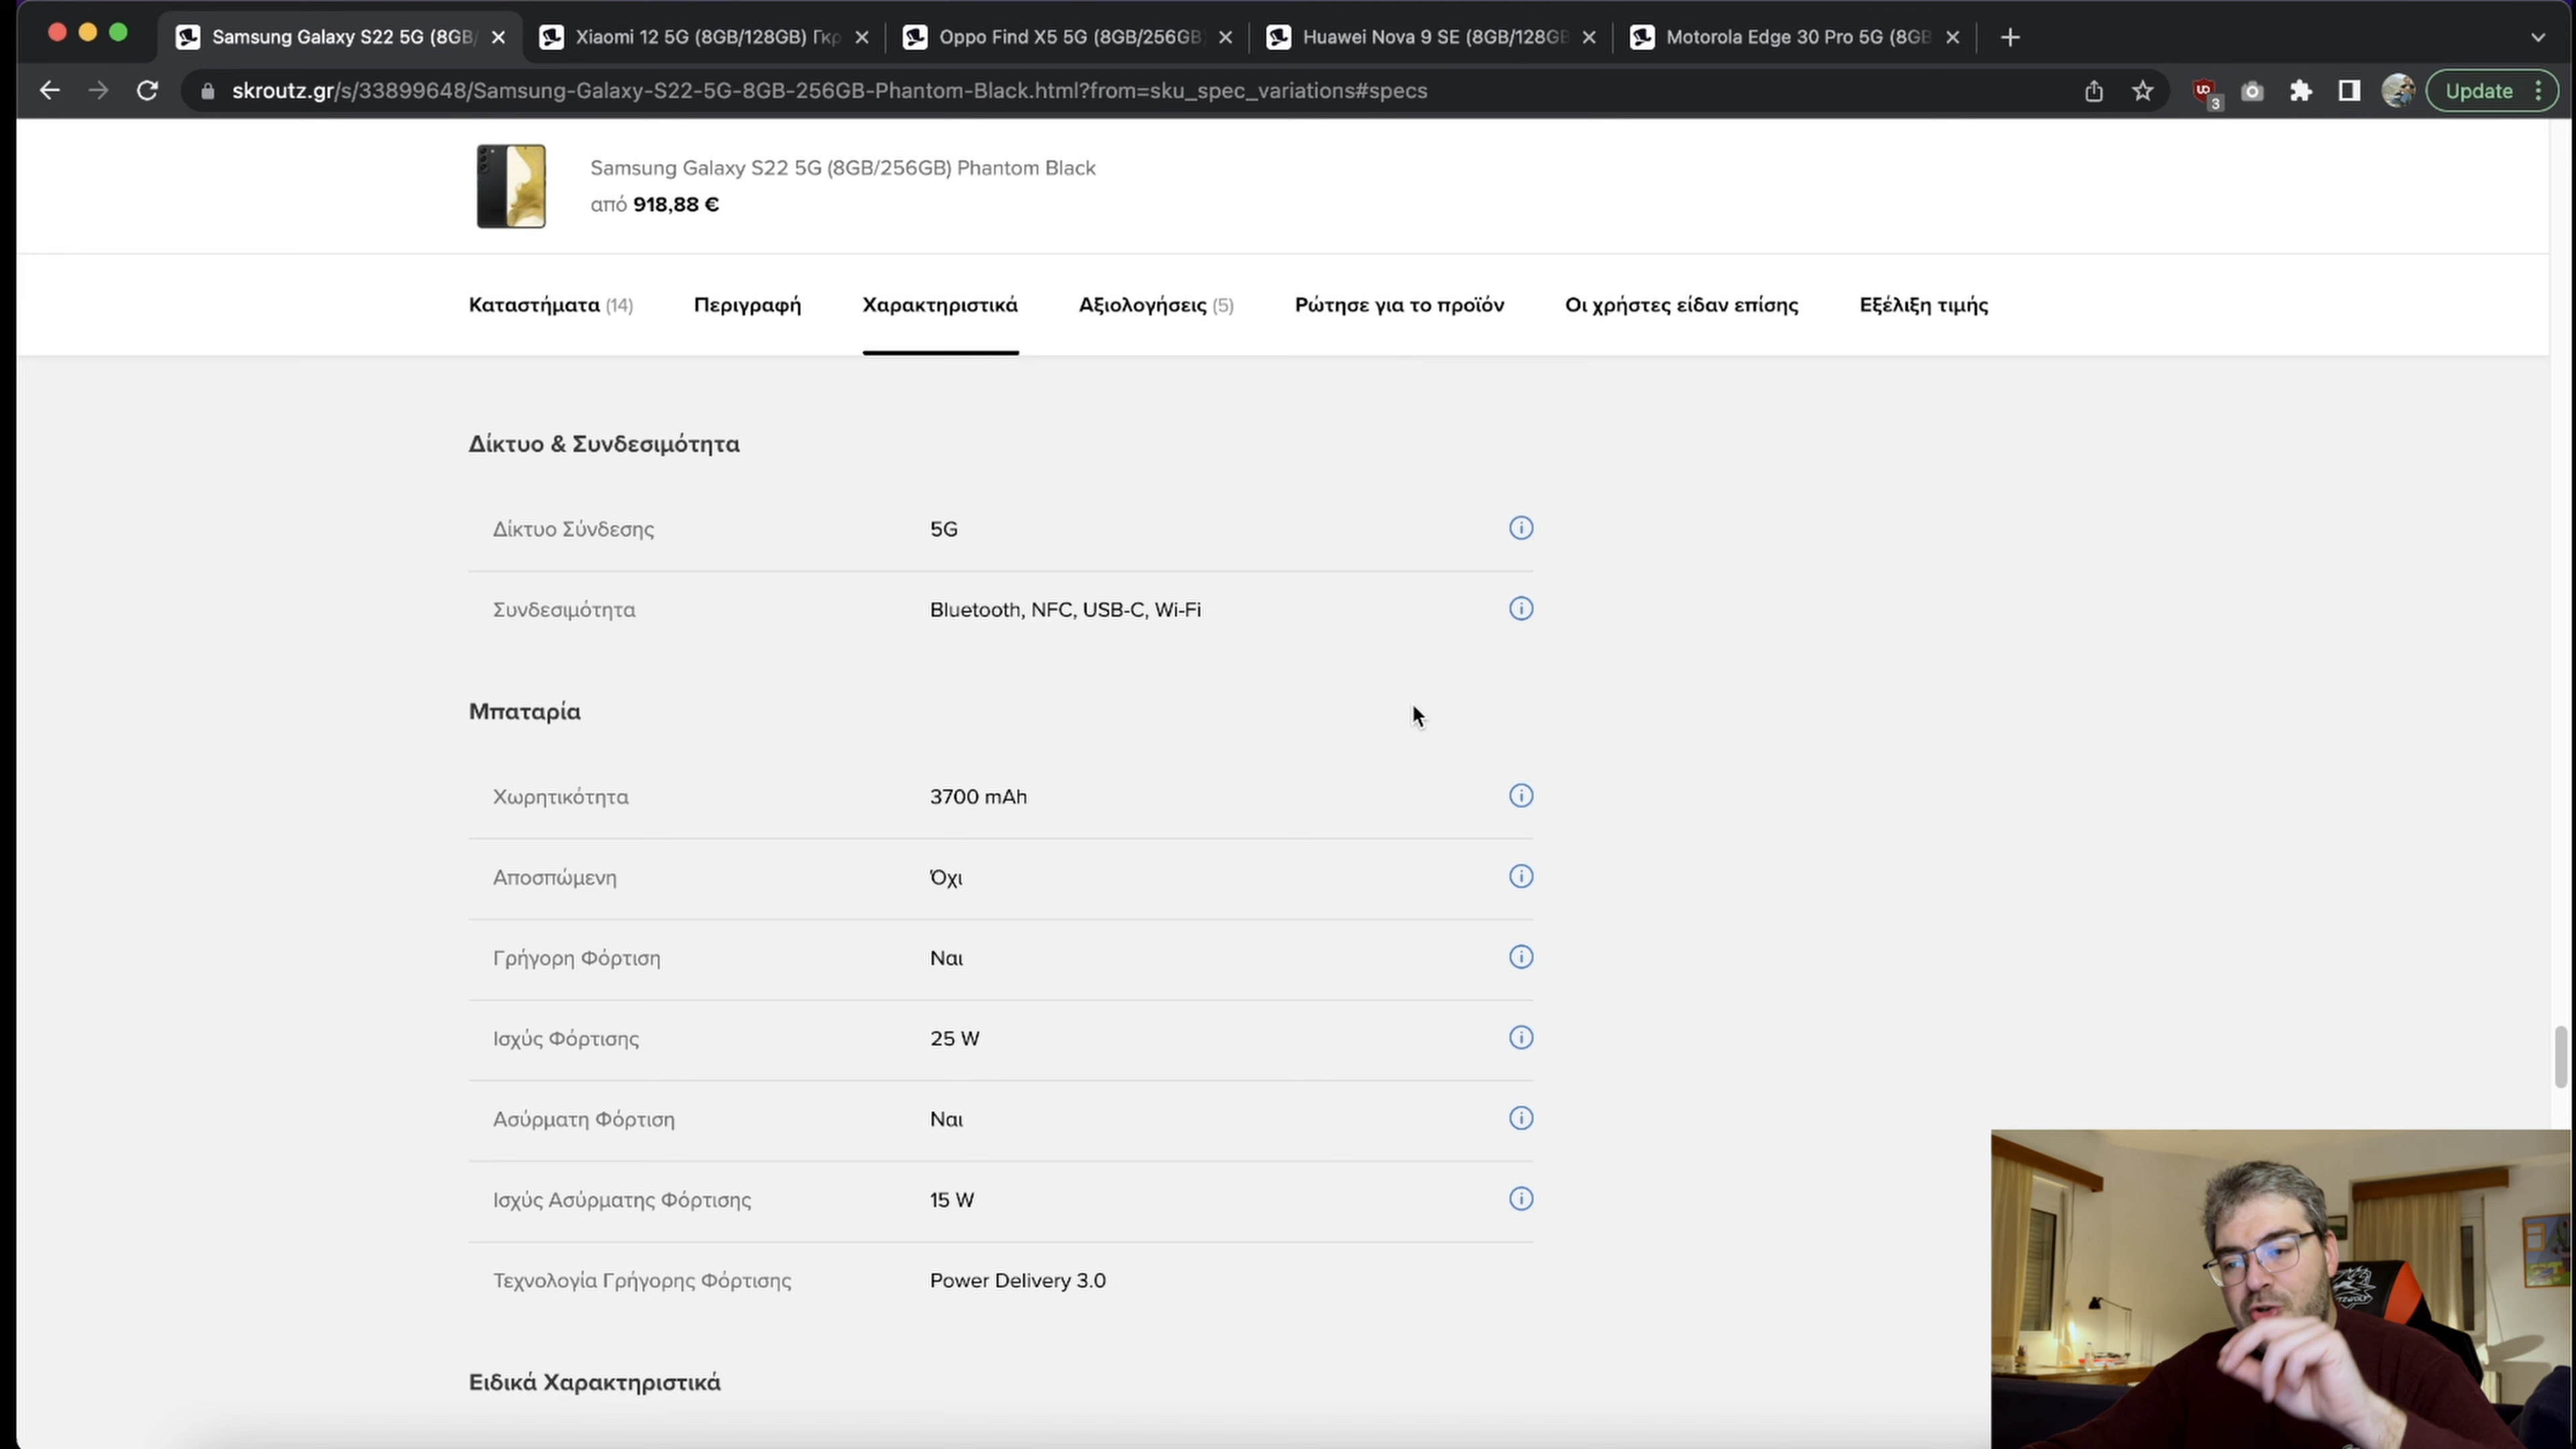 Samsung Galaxy S22 5G (8GB/
Xiaomi 12 5G (8GB/128GB) Γκρ
Oppo Find X5 5G (8GB/256GB
Huawei Nova 9 SE (8GB/128GB
Motorola Edge 30 Pro 5G (8GB
skroutz.gr/s/33899648/Samsung-Galaxy-S22-5G-8GB-256GB-Phantom-Black.html?from=sku_spec_variations#specs
3
Update
Samsung Galaxy S22 5G (8GB/256GB) Phantom Black
από 918,88 €
Καταστήματα (14)
Περιγραφή
Χαρακτηριστικά
Αξιολογήσεις (5)
Ρώτησε για το προϊόν
Οι χρήστες είδαν επίσης
Εξέλιξη τιμής
Δίκτυο & Συνδεσιμότητα
Δίκτυο Σύνδεσης 5G
Συνδεσιμότητα Bluetooth, NFC, USB-C, Wi-Fi
Μπαταρία
Χωρητικότητα 3700 mAh
Αποσπώμενη Όχι
Γρήγορη Φόρτιση Ναι
Ισχύς Φόρτισης 25 W
Ασύρματη Φόρτιση Ναι
Ισχύς Ασύρματης Φόρτισης 15 W
Τεχνολογία Γρήγορης Φόρτισης Power Delivery 3.0
Ειδικά Χαρακτηριστικά